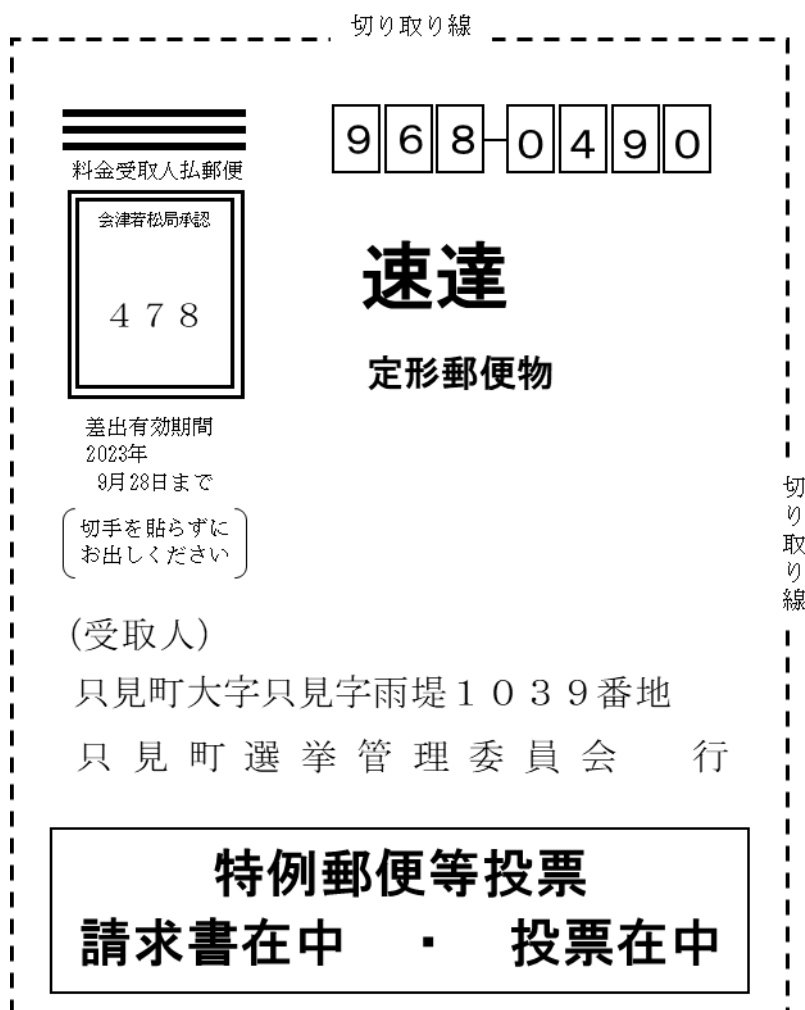 切り取り線
968-0490
料金受取人払郵便
会津若松局承認
４７８
速達
定形郵便物
差出有効期間
2023年
9月28日まで
切手を貼らずに
お出しください
切り取り線
(受取人)
只見町大字只見字雨堤１０３９番地
只見町選挙管理委員会　行
特例郵便等投票
請求書在中　・　投票在中